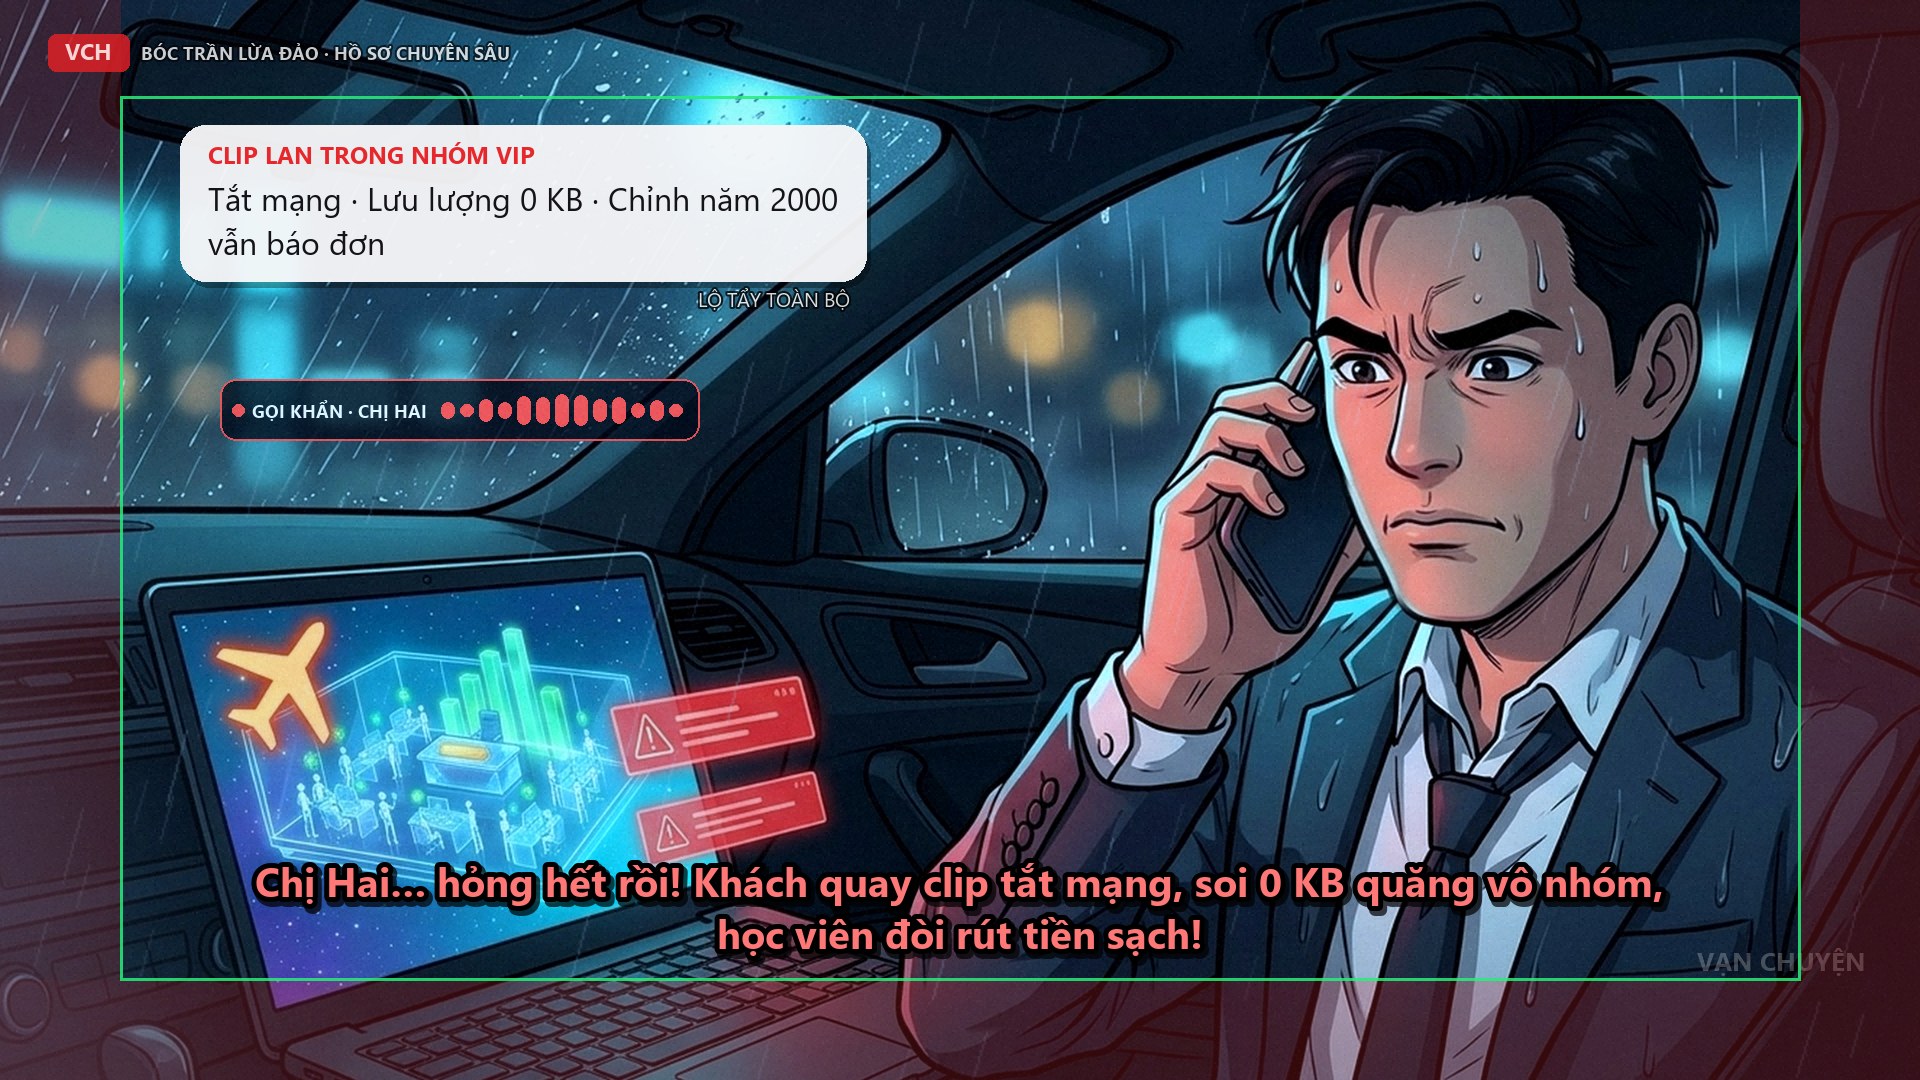 VCH BÓC TRẦN LỪA ĐẢO · HỒ SƠ CHUYÊN SÂU
CLIP LAN TRONG NHÓM VIP
Tắt mạng · Lưu lượng 0 KB · Chỉnh năm 2000
vẫn báo đơn
LỘ TẨY TOÀN BỘ
GỌI KHẨN · CHỊ HAI
Chị Hai... hỏng hết rồi! Khách quay clip tắt mạng, soi 0 KB quăng vô nhóm,
học viên đòi rút tiền sạch!
VẠN CHUYỆN